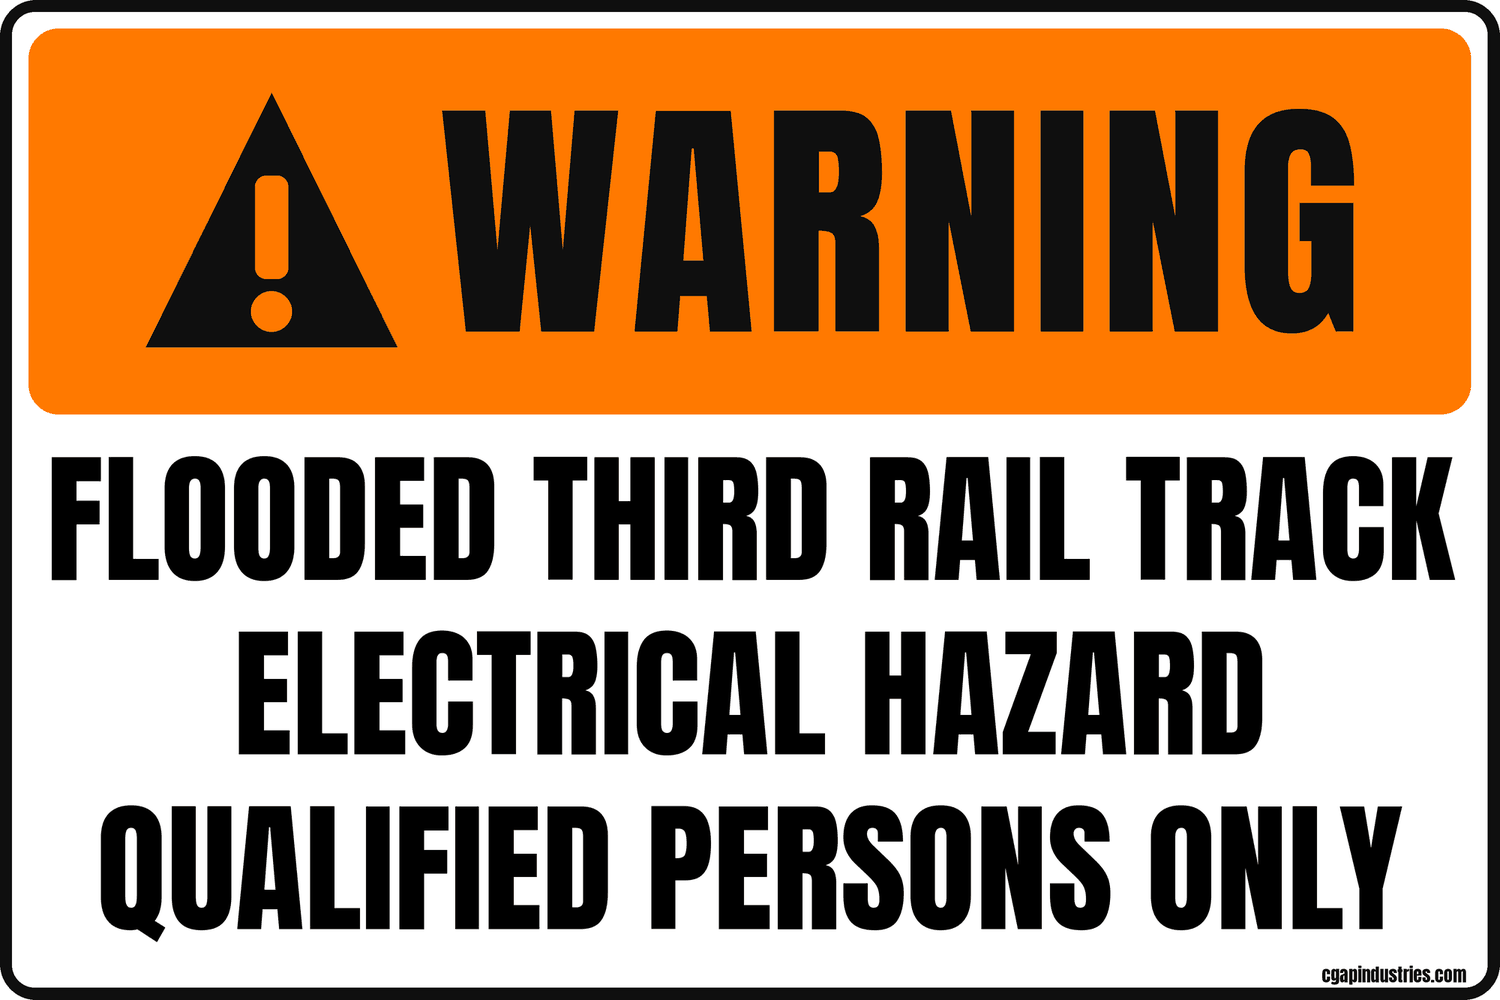 WARNING
FLOODED THIRD RAIL TRACK
ELECTRICAL HAZARD
QUALIFIED PERSONS ONLY
cgapindustries.com